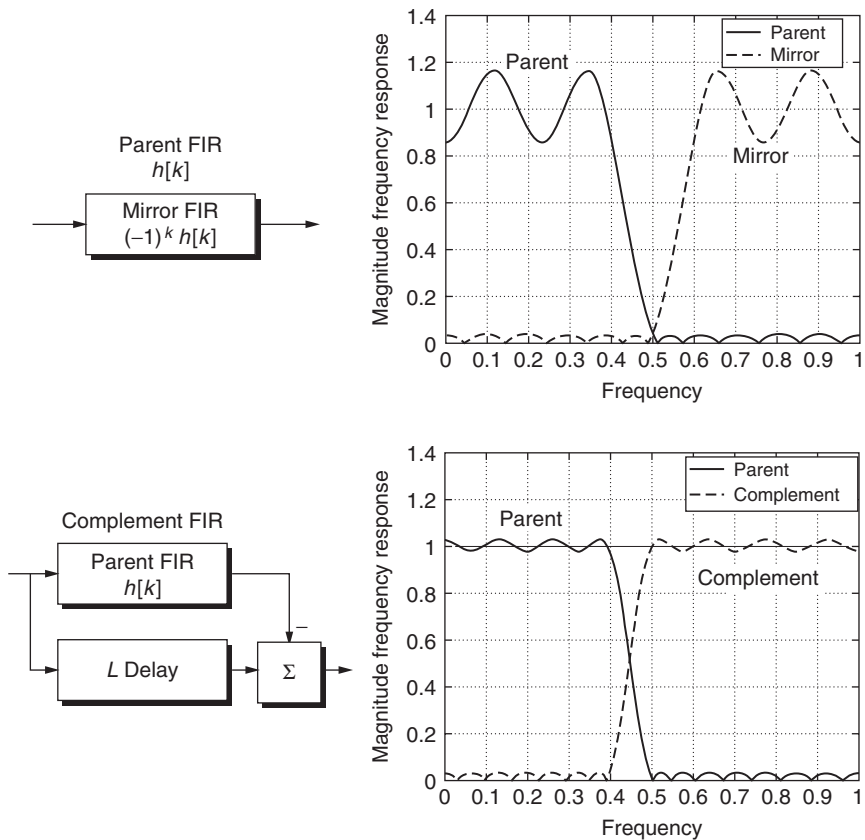 Parent FIR
h[k]
Mirror FIR
(−1)^k h[k]
Magnitude frequency response
1.4
1.2
1
0.8
0.6
0.4
0.2
0
Parent
Mirror
Parent
Mirror
0 0.1 0.2 0.3 0.4 0.5 0.6 0.7 0.8 0.9 1
Frequency
Complement FIR
Parent FIR
h[k]
−
L Delay
Σ
Magnitude frequency response
1.4
1.2
1
0.8
0.6
0.4
0.2
0
Parent
Complement
Parent
Complement
0 0.1 0.2 0.3 0.4 0.5 0.6 0.7 0.8 0.9 1
Frequency